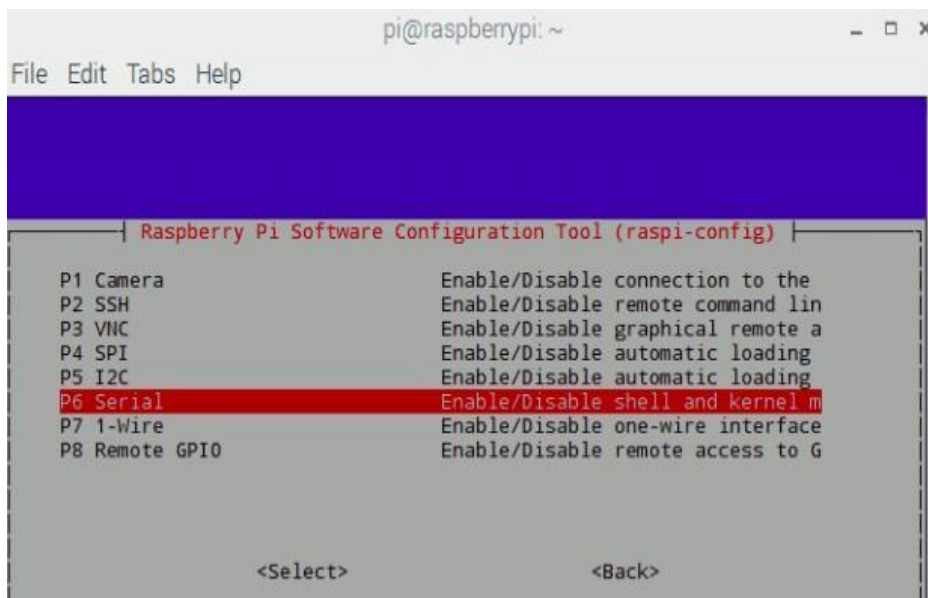 pi@raspberrypi: ~
File Edit Tabs Help
Raspberry Pi Software Configuration Tool (raspi-config)
P1 Camera Enable/Disable connection to the
P2 SSH Enable/Disable remote command lin
P3 VNC Enable/Disable graphical remote a
P4 SPI Enable/Disable automatic loading
P5 I2C Enable/Disable automatic loading
P6 Serial Enable/Disable shell and kernel m
P7 1-Wire Enable/Disable one-wire interface
P8 Remote GPIO Enable/Disable remote access to G
<Select> <Back>